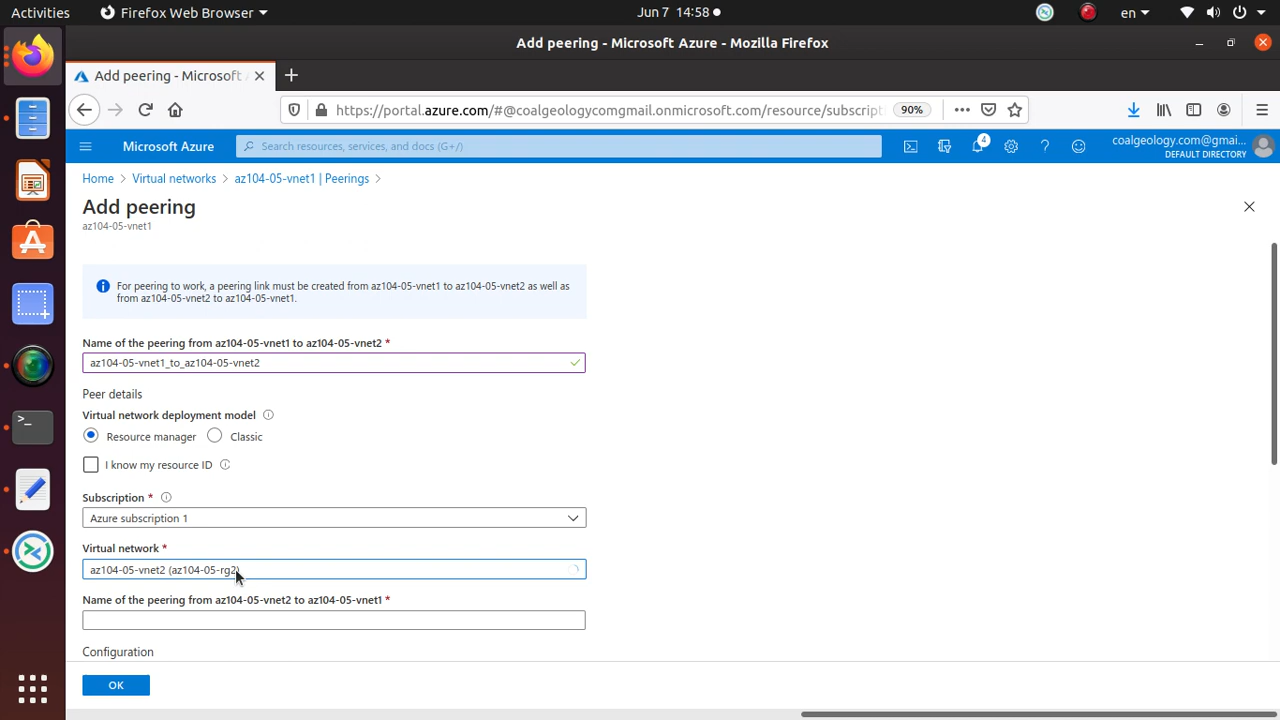 Activities
Firefox Web Browser
Jun 7 14:58
en
Add peering - Microsoft Azure - Mozilla Firefox
Add peering - Microsoft A
https://portal.azure.com/#@coalgeologycomgmail.onmicrosoft.com/resource/subscript
90%
Microsoft Azure
Search resources, services, and docs (G+/)
4
coalgeology.com@gmai...
DEFAULT DIRECTORY
Home > Virtual networks > az104-05-vnet1 | Peerings >
Add peering
az104-05-vnet1
For peering to work, a peering link must be created from az104-05-vnet1 to az104-05-vnet2 as well as
from az104-05-vnet2 to az104-05-vnet1.
Name of the peering from az104-05-vnet1 to az104-05-vnet2 *
az104-05-vnet1_to_az104-05-vnet2
Peer details
Virtual network deployment model
Resource manager
Classic
I know my resource ID
Subscription *
Azure subscription 1
Virtual network *
az104-05-vnet2 (az104-05-rg2)
Name of the peering from az104-05-vnet2 to az104-05-vnet1 *
Configuration
OK